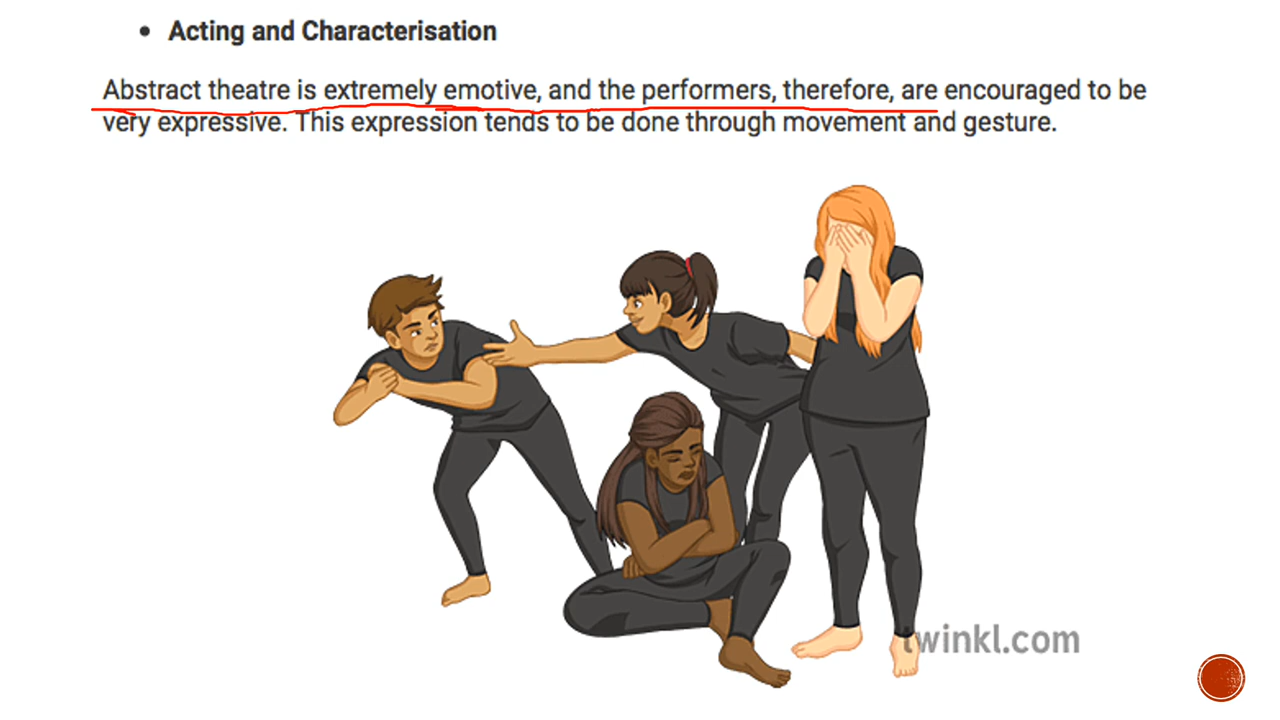 Acting and Characterisation
Abstract theatre is extremely emotive, and the performers, therefore, are encouraged to be
very expressive. This expression tends to be done through movement and gesture.
twinkl.com